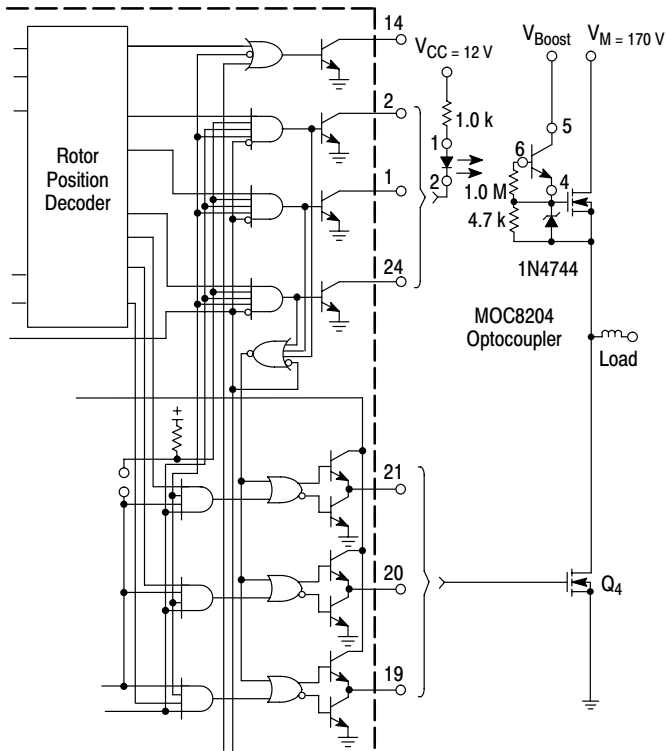 14
V_CC = 12 V
V_Boost
V_M = 170 V
2
1.0 k
5
1
6
Rotor
Position
Decoder
1
2
1.0 M
4
4.7 k
1N4744
24
MOC8204
Optocoupler
Load
+
21
20
Q4
19